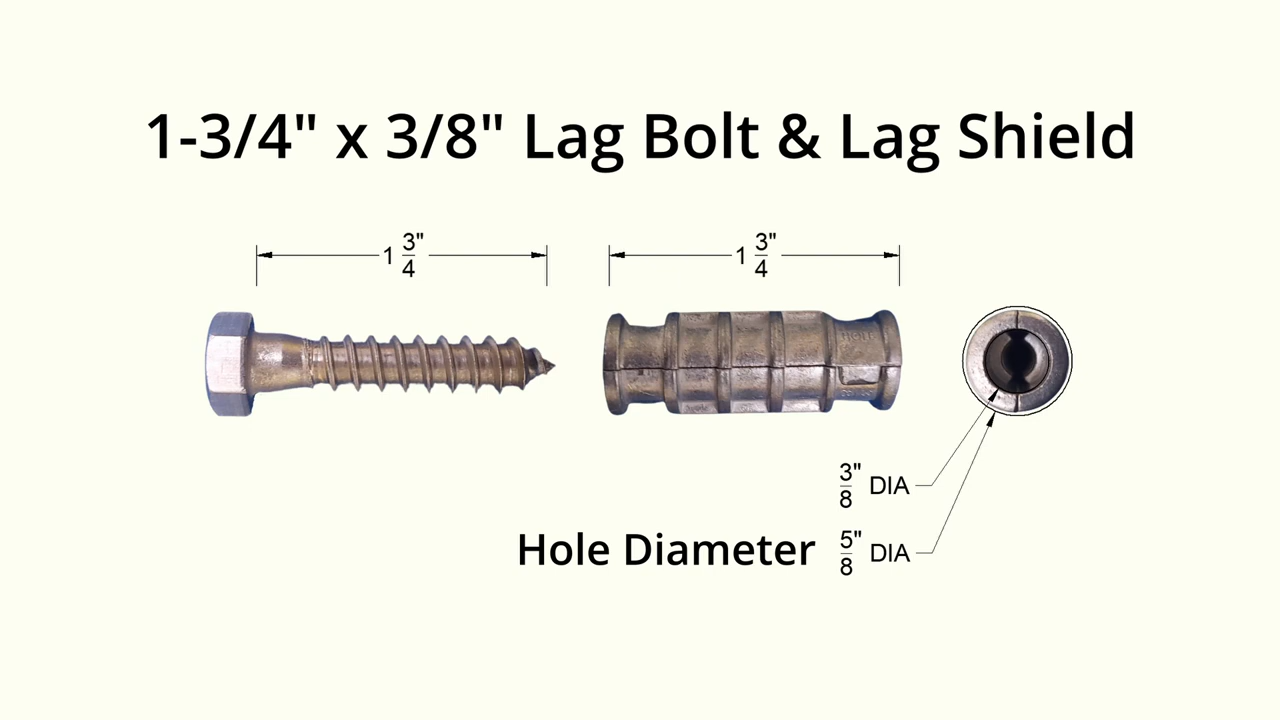 1-3/4" x 3/8" Lag Bolt & Lag Shield
1 3/4" 1 3/4"
HOLE
3/8" DIA
Hole Diameter 5/8" DIA